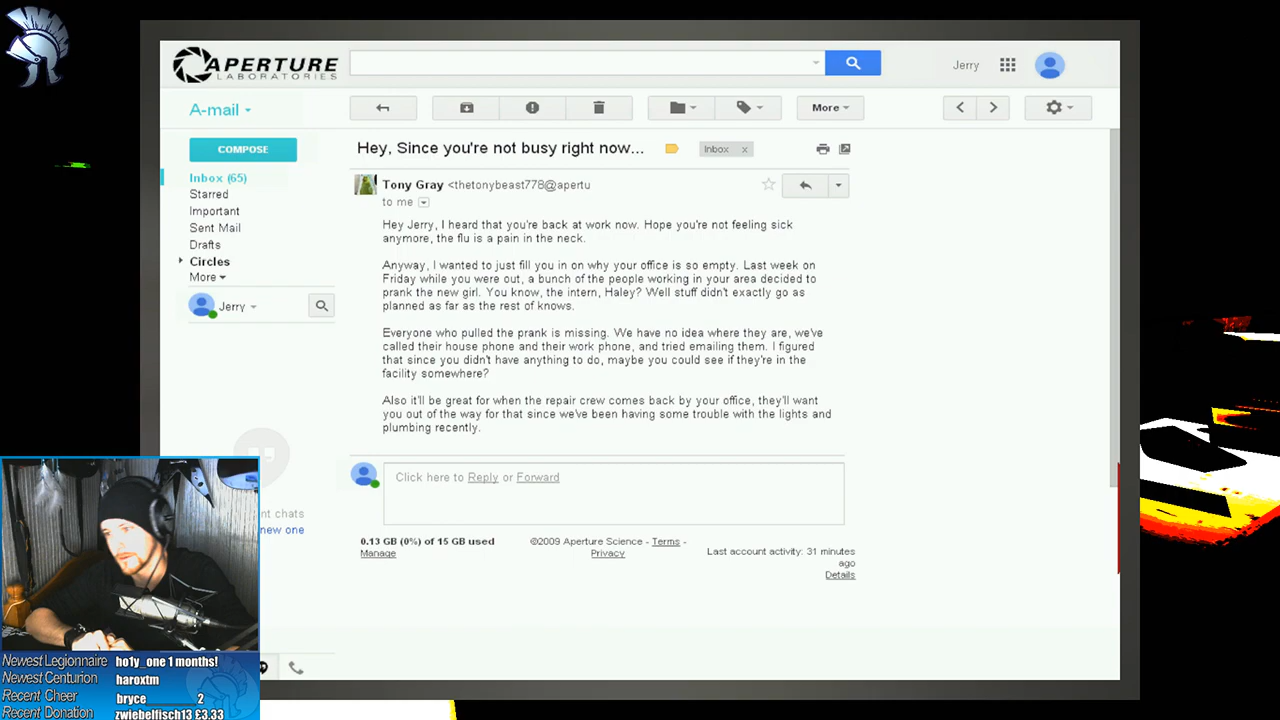 APERTURE
LABORATORIES
Jerry
A-mail
More
COMPOSE
Hey, Since you're not busy right now...
Inbox x
Inbox (65)
Starred
Important
Sent Mail
Drafts
Circles
More
Jerry
Tony Gray <thetonybeast778@apertu
to me
Hey Jerry, I heard that you're back at work now. Hope you're not feeling sick
anymore, the flu is a pain in the neck.
Anyway, I wanted to just fill you in on why your office is so empty. Last week on
Friday while you were out, a bunch of the people working in your area decided to
prank the new girl. You know, the intern, Haley? Well stuff didn't exactly go as
planned as far as the rest of knows.
Everyone who pulled the prank is missing. We have no idea where they are, we've
called their house phone and their work phone, and tried emailing them. I figured
that since you didn't have anything to do, maybe you could see if they're in the
facility somewhere?
Also it'll be great for when the repair crew comes back by your office, they'll want
you out of the way for that since we've been having some trouble with the lights and
plumbing recently.
Click here to Reply or Forward
ent chats
new one
0.13 GB (0%) of 15 GB used
Manage
©2009 Aperture Science - Terms -
Privacy
Last account activity: 31 minutes
ago
Details
Newest Legionnaire ho1y_one 1 months!
Newest Centurion haroxtm
Recent Cheer bryce______2
Recent Donation zwiebelfisch13 £3.33